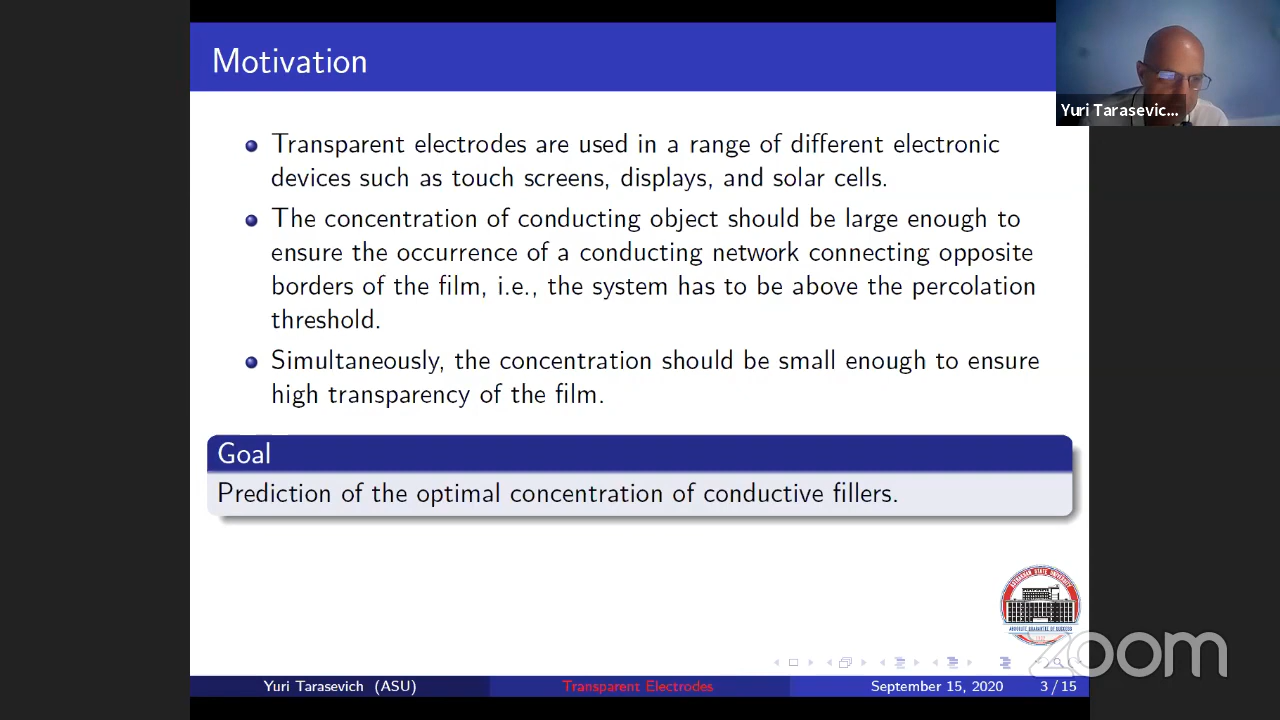 Motivation
Yuri Tarasevic...
Transparent electrodes are used in a range of different electronic
devices such as touch screens, displays, and solar cells.
The concentration of conducting object should be large enough to
ensure the occurrence of a conducting network connecting opposite
borders of the film, i.e., the system has to be above the percolation
threshold.
Simultaneously, the concentration should be small enough to ensure
high transparency of the film.
Goal
Prediction of the optimal concentration of conductive fillers.
zoom
Yuri Tarasevich (ASU)
Transparent Electrodes
September 15, 2020
3 / 15